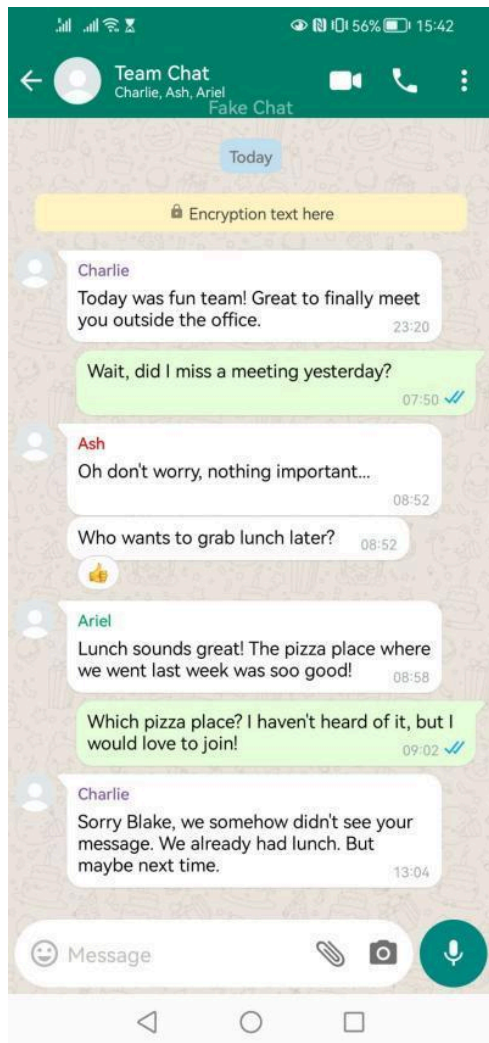 56% 15:42
Team Chat
Charlie, Ash, Ariel
Fake Chat
Today
Encryption text here
Charlie
Today was fun team! Great to finally meet
you outside the office.
23:20
Wait, did I miss a meeting yesterday?
07:50
Ash
Oh don't worry, nothing important...
08:52
Who wants to grab lunch later?
08:52
Ariel
Lunch sounds great! The pizza place where
we went last week was soo good!
08:58
Which pizza place? I haven't heard of it, but I
would love to join!
09:02
Charlie
Sorry Blake, we somehow didn't see your
message. We already had lunch. But
maybe next time.
13:04
Message